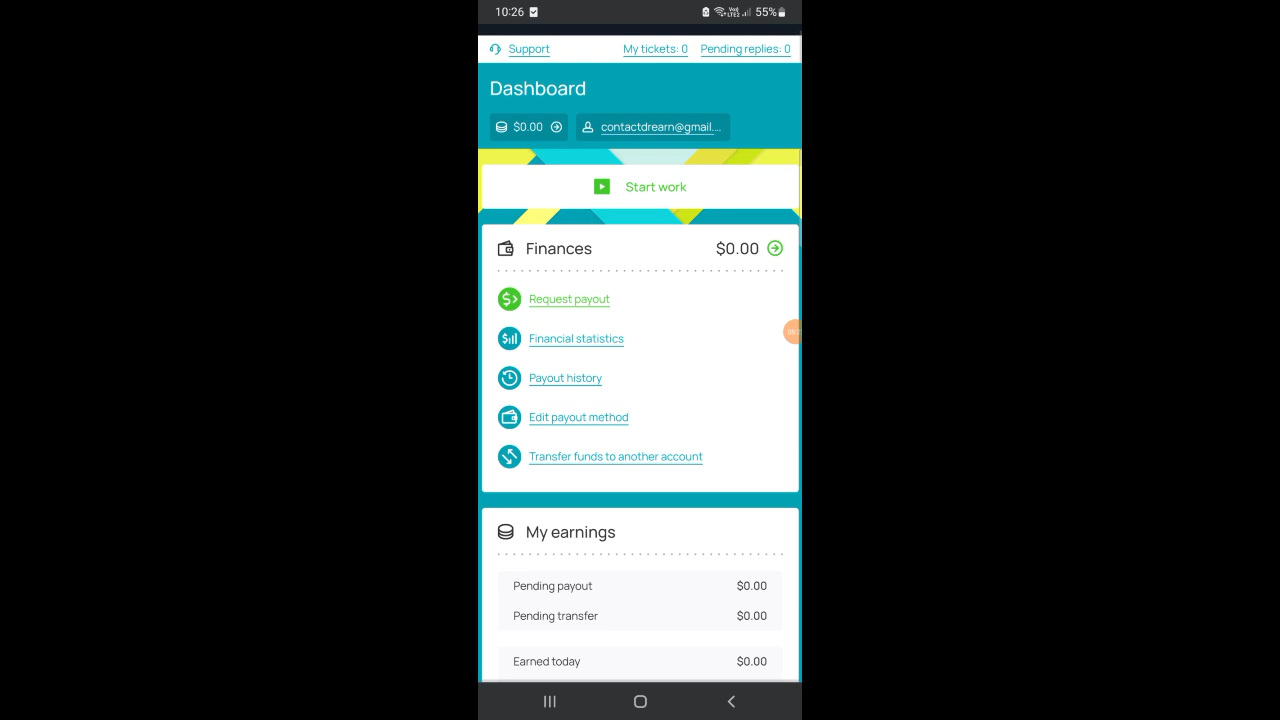 10:26 55%
Support My tickets: 0 Pending replies: 0
Dashboard
$0.00 contactdrearn@gmail....
Start work
Finances $0.00
Request payout
Financial statistics
Payout history
Edit payout method
Transfer funds to another account
My earnings
Pending payout $0.00
Pending transfer $0.00
Earned today $0.00